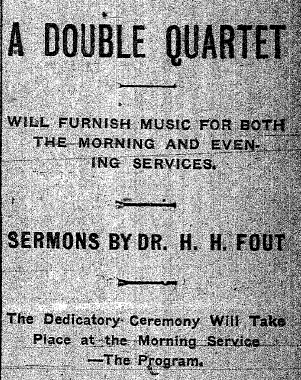 A DOUBLE QUARTET
WILL FURNISH MUSIC FOR BOTH
THE MORNING AND EVEN-
ING SERVICES.
SERMONS BY DR. H. H. FOUT
The Dedicatory Ceremony Will Take
Place at the Morning Service
—The Program.